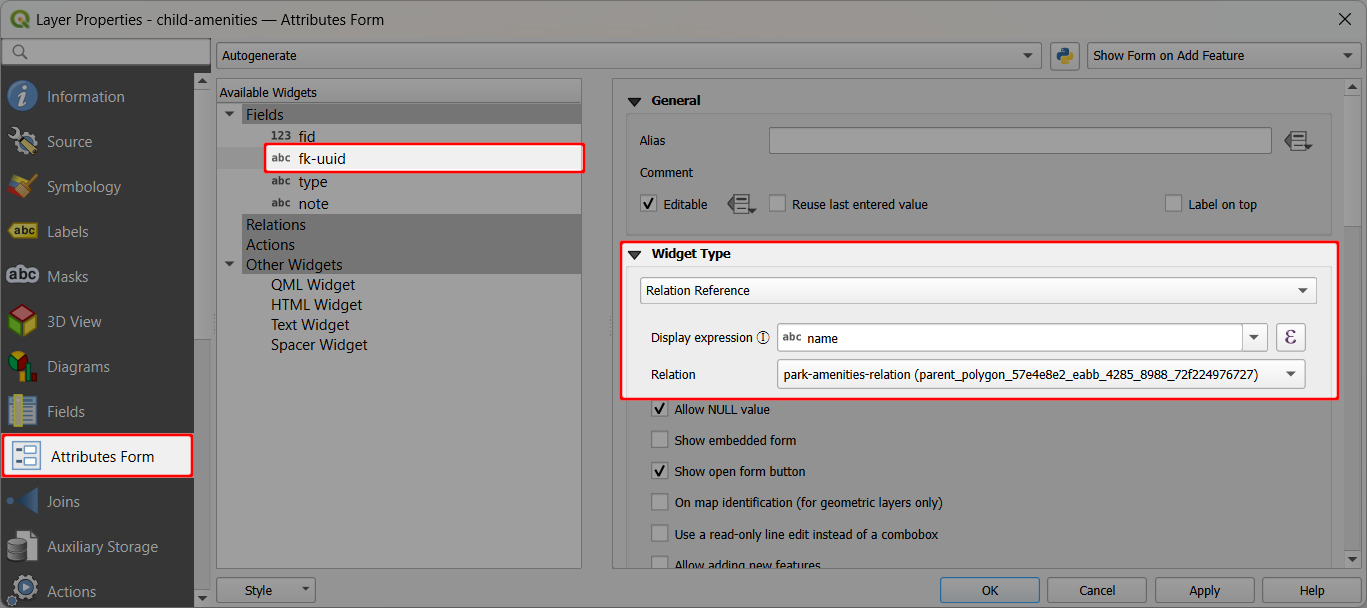 Layer Properties - child-amenities — Attributes Form
Autogenerate
Show Form on Add Feature
Information
Source
Symbology
abc Labels
abc Masks
3D View
Diagrams
Fields
Attributes Form
Joins
Auxiliary Storage
Actions
Available Widgets
Fields
123 fid
abc fk-uuid
abc type
abc note
Relations
Actions
Other Widgets
QML Widget
HTML Widget
Text Widget
Spacer Widget
General
Alias
Comment
Editable
Reuse last entered value
Label on top
Widget Type
Relation Reference
Display expression abc name ε
Relation park-amenities-relation (parent_polygon_57e4e8e2_eabb_4285_8988_72f224976727)
Allow NULL value
Show embedded form
Show open form button
On map identification (for geometric layers only)
Use a read-only line edit instead of a combobox
Allow adding new features
Style
OK
Cancel
Apply
Help